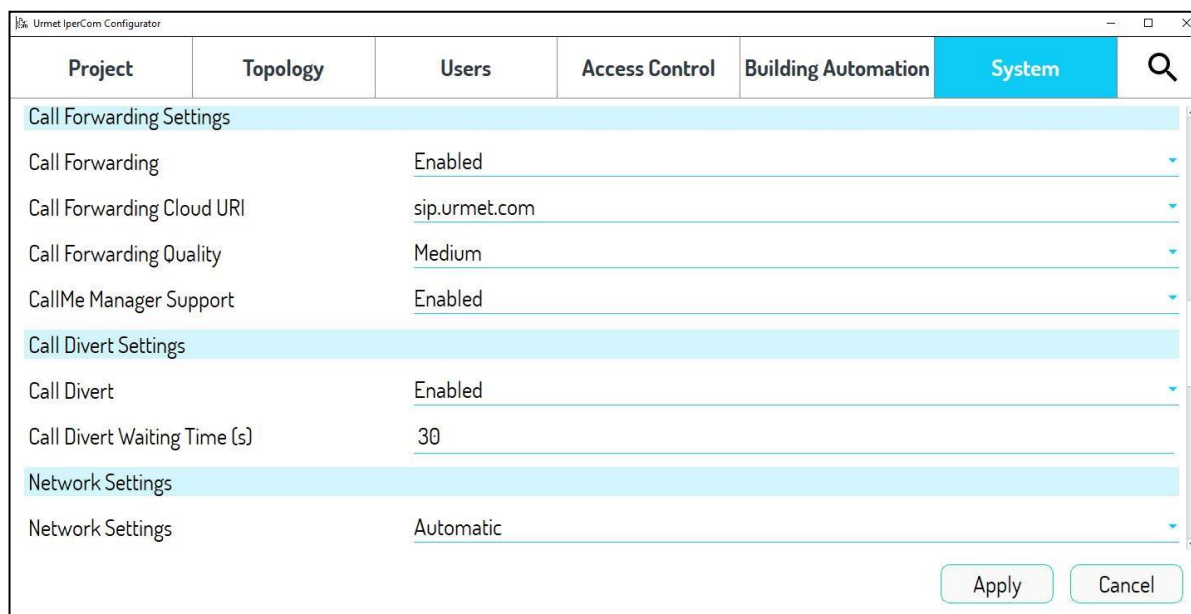 Urmet IperCom Configurator
Project Topology Users Access Control Building Automation System
Call Forwarding Settings
Call Forwarding Enabled
Call Forwarding Cloud URI sip.urmet.com
Call Forwarding Quality Medium
CallMe Manager Support Enabled
Call Divert Settings
Call Divert Enabled
Call Divert Waiting Time (s) 30
Network Settings
Network Settings Automatic
Apply Cancel